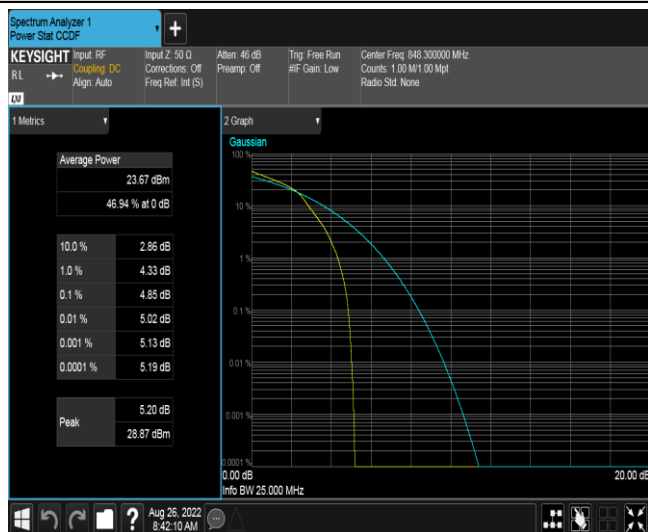 Spectrum Analyzer 1
Power Stat CCDF
+
KEYSIGHT
RL
LXI
Input: RF
Coupling: DC
Align: Auto
Input Z: 50 Ω
Corrections: Off
Freq Ref: Int (S)
Atten: 46 dB
Preamp: Off
Trig: Free Run
#IF Gain: Low
Center Freq: 848.300000 MHz
Counts: 1.00 M/1.00 Mpt
Radio Std: None
1 Metrics
Average Power
23.67 dBm
46.94 % at 0 dB
10.0 % 2.86 dB
1.0 % 4.33 dB
0.1 % 4.85 dB
0.01 % 5.02 dB
0.001 % 5.13 dB
0.0001 % 5.19 dB
Peak
5.20 dB
28.87 dBm
2 Graph
Gaussian
100 %
10 %
1 %
0.1 %
0.01 %
0.001 %
0.0001 %
0.00 dB
20.00 dB
Info BW 25.000 MHz
?
Aug 26, 2022
8:42:10 AM